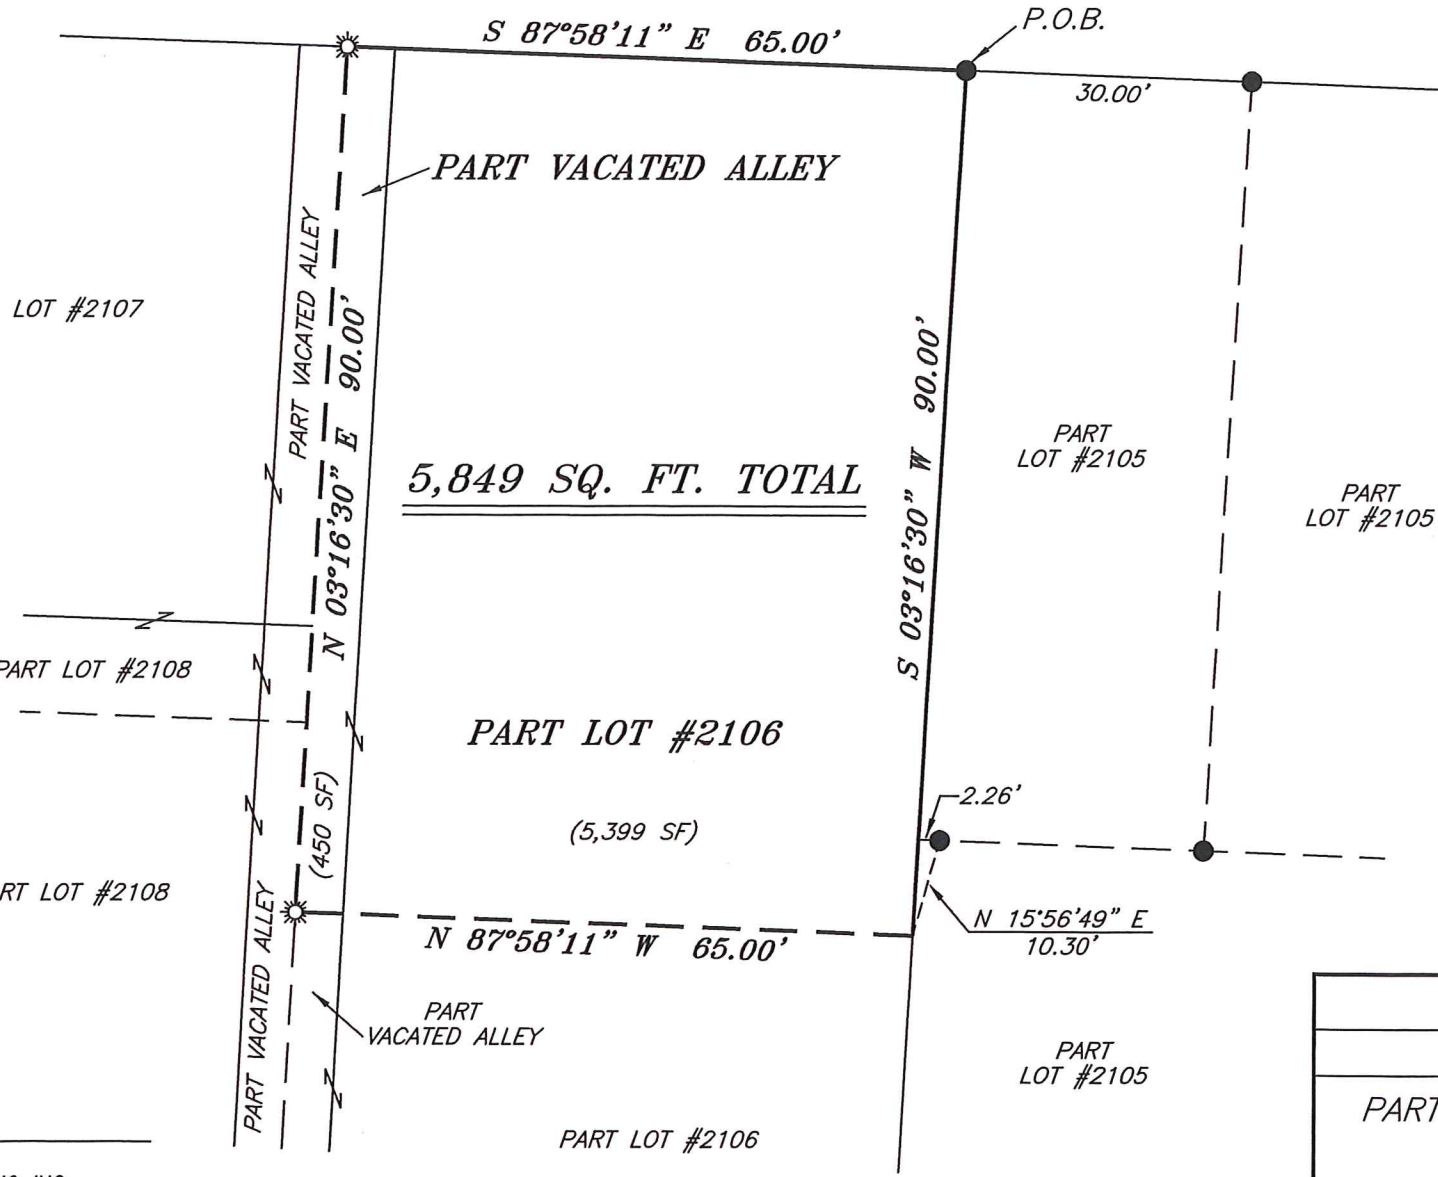 S 87°58'11" E 65.00'
P.O.B.
30.00'
PART VACATED ALLEY
PART VACATED ALLEY
LOT #2107
N 03°16'30" E 90.00'
S 03°16'30" W 90.00'
PART
LOT #2105
5,849 SQ. FT. TOTAL
PART
LOT #2105
PART LOT #2108
PART LOT #2106
(450 SF)
(5,399 SF)
2.26'
RT LOT #2108
PART VACATED ALLEY
N 87°58'11" W 65.00'
N 15°56'49" E
10.30'
PART
VACATED ALLEY
PART
LOT #2105
PART
PART LOT #2106